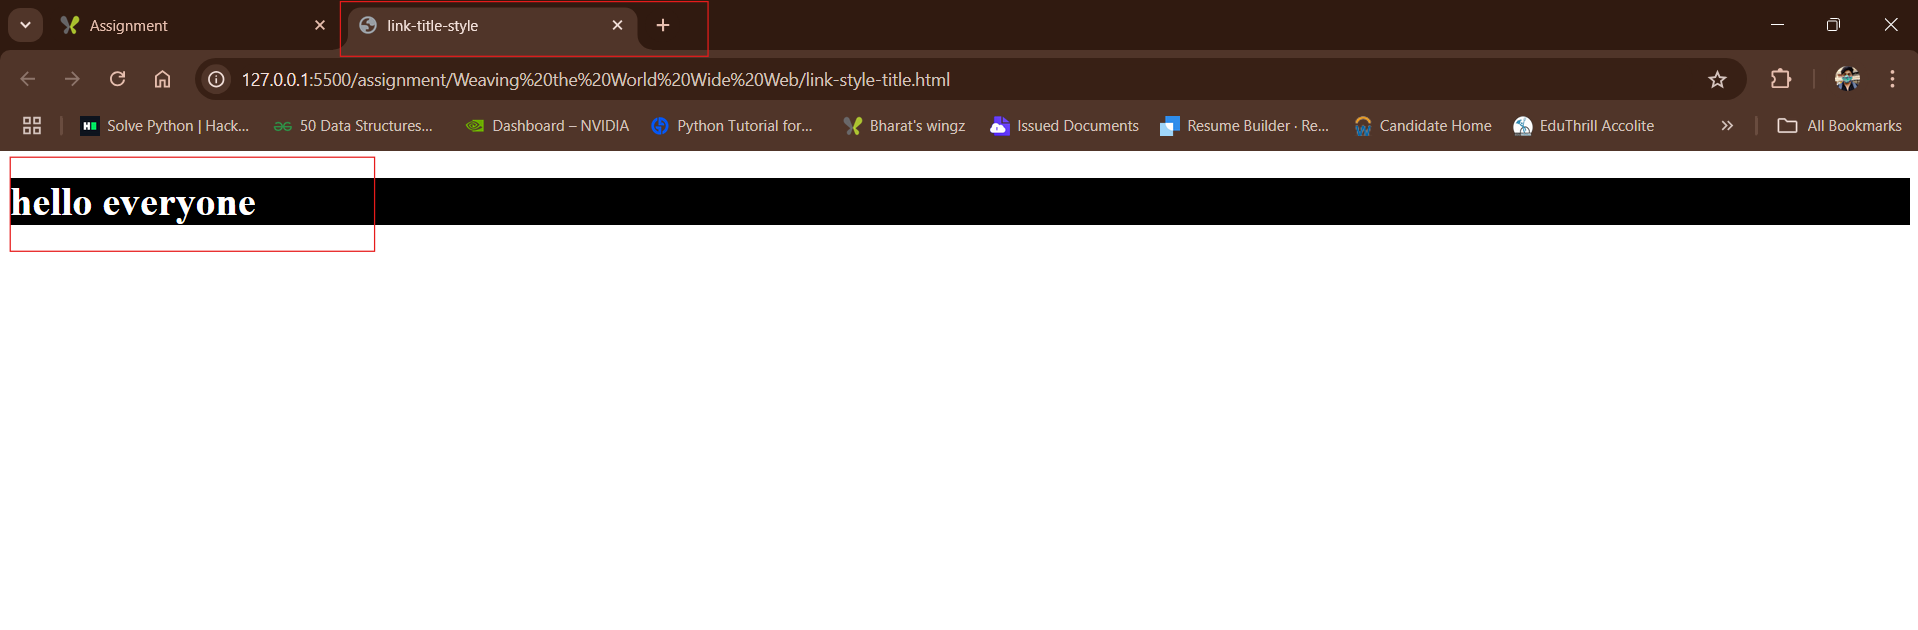 Assignment
link-title-style
127.0.0.1:5500/assignment/Weaving%20the%20World%20Wide%20Web/link-style-title.html
Solve Python | Hack...
50 Data Structures...
Dashboard – NVIDIA
Python Tutorial for...
Bharat's wingz
Issued Documents
Resume Builder · Re...
Candidate Home
EduThrill Accolite
All Bookmarks
hello everyone